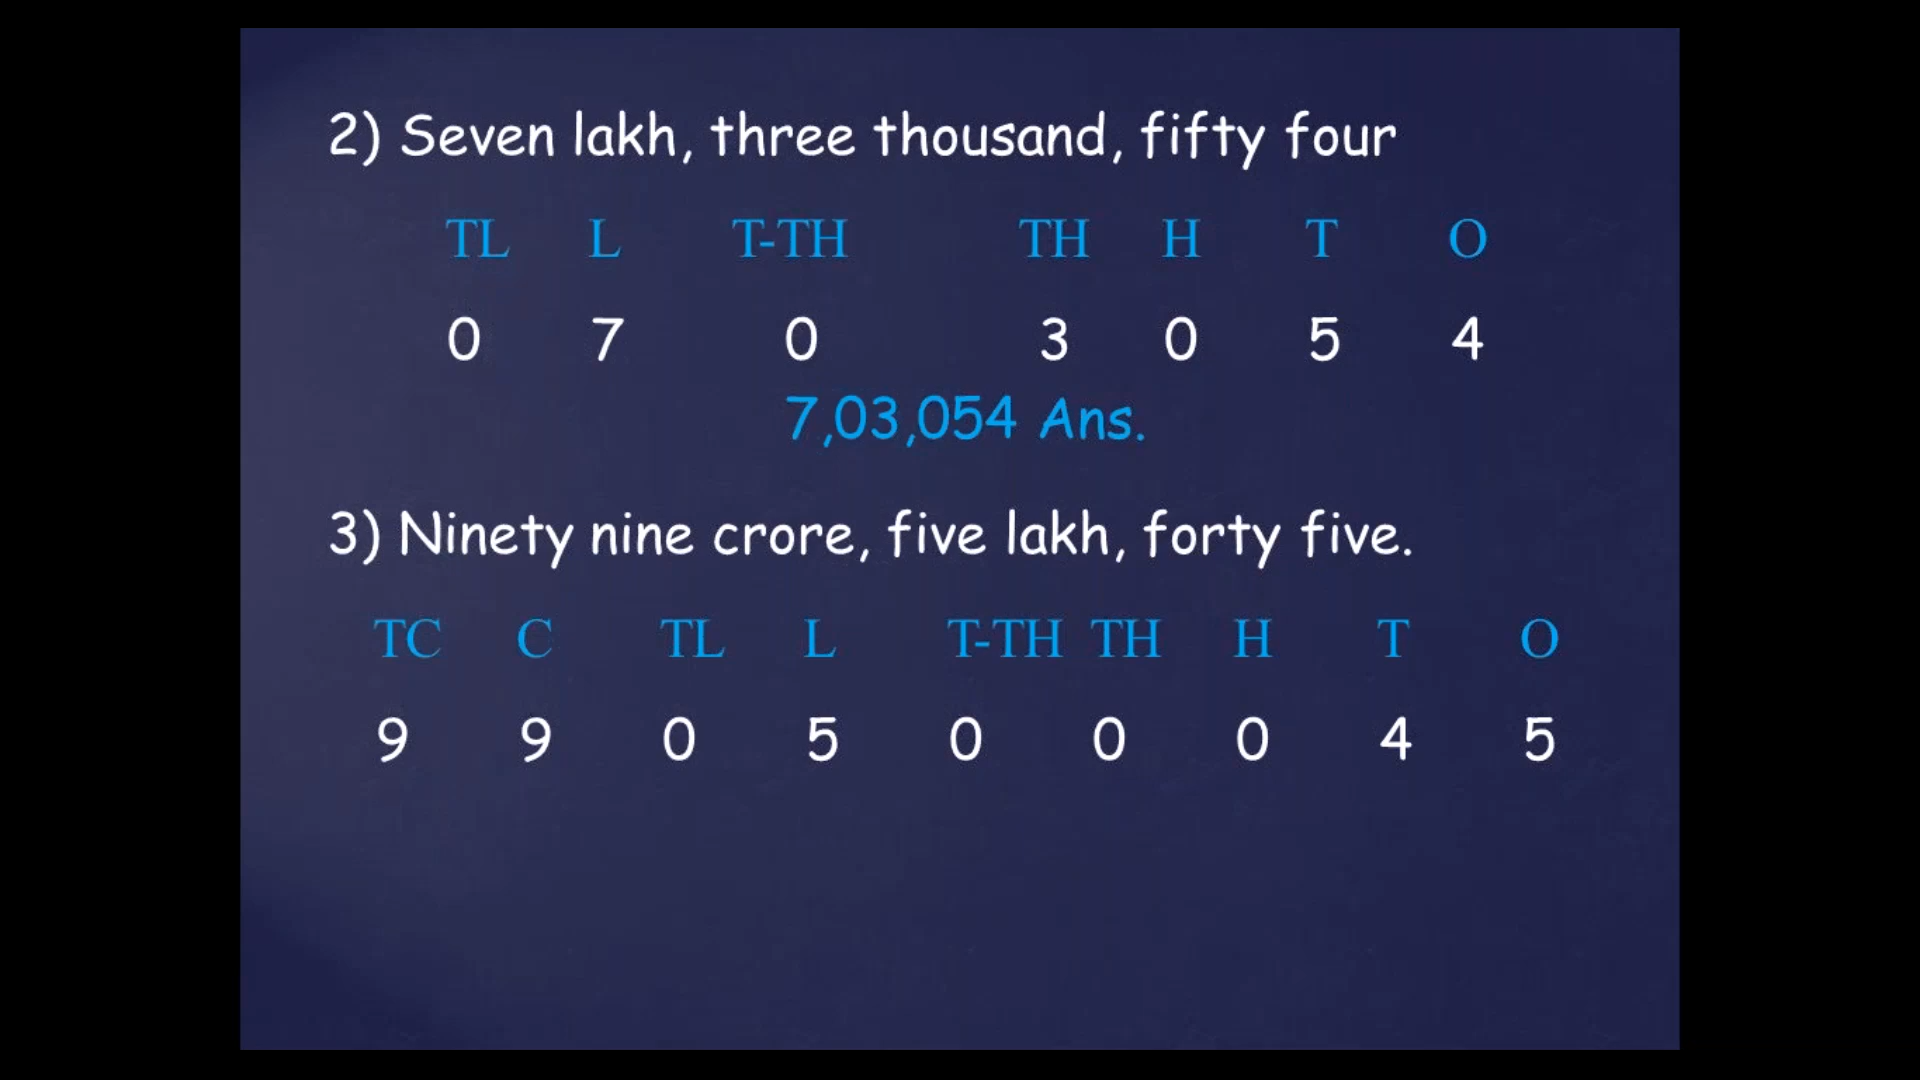 2) Seven lakh, three thousand, fifty four
TL L T-TH TH H T O
0 7 0 3 0 5 4
7,03,054 Ans.
3) Ninety nine crore, five lakh, forty five.
TC C TL L T-TH TH H T O
9 9 0 5 0 0 0 4 5